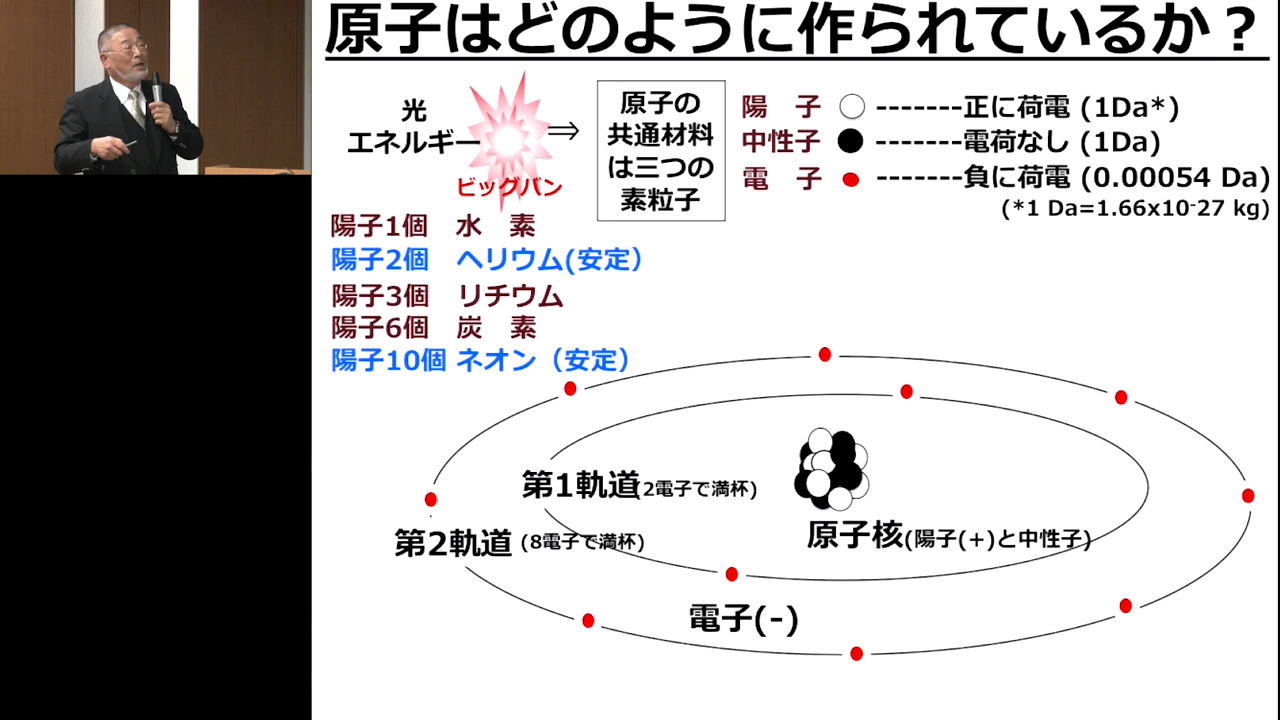 原子はどのように作られているか？
光
エネルギー
ビッグバン
⇒
原子の
共通材料
は三つの
素粒子
陽　子 -------正に荷電 (1Da*)
中性子 -------電荷なし (1Da)
電　子 -------負に荷電 (0.00054 Da)
(*1 Da=1.66x10-27 kg)
陽子1個　水　素
陽子2個　ヘリウム(安定）
陽子3個　リチウム
陽子6個　炭　素
陽子10個 ネオン（安定）
第1軌道(2電子で満杯)
原子核(陽子(+)と中性子)
第2軌道 (8電子で満杯)
電子(-)